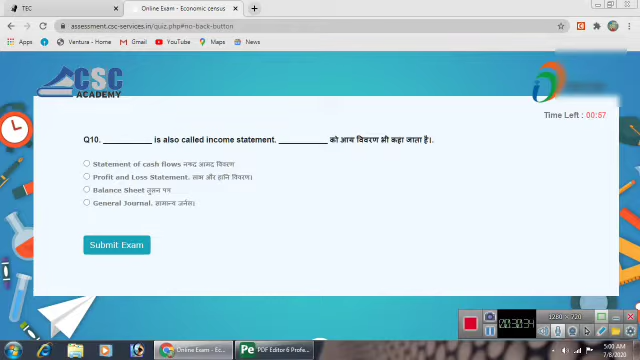 TEC
Online Exam - Economic census
assessment.csc-services.in/quiz.php#no-back-button
Apps
Ventura - Home
Gmail
YouTube
Maps
News
CSC
ACADEMY
Time Left : 00:57
Q10. __________ is also called income statement. __________ को आय विवरण भी कहा जाता है।.
Statement of cash flows नगद आमद विवरण
Profit and Loss Statement. लाभ और हानि विवरण।
Balance Sheet तुलन पत्र
General Journal. सामान्य जर्नल।
Submit Exam
1280 × 720
Online Exam - Ec...
PDF Editor 6 Profe...
5:00 AM
7/8/2020